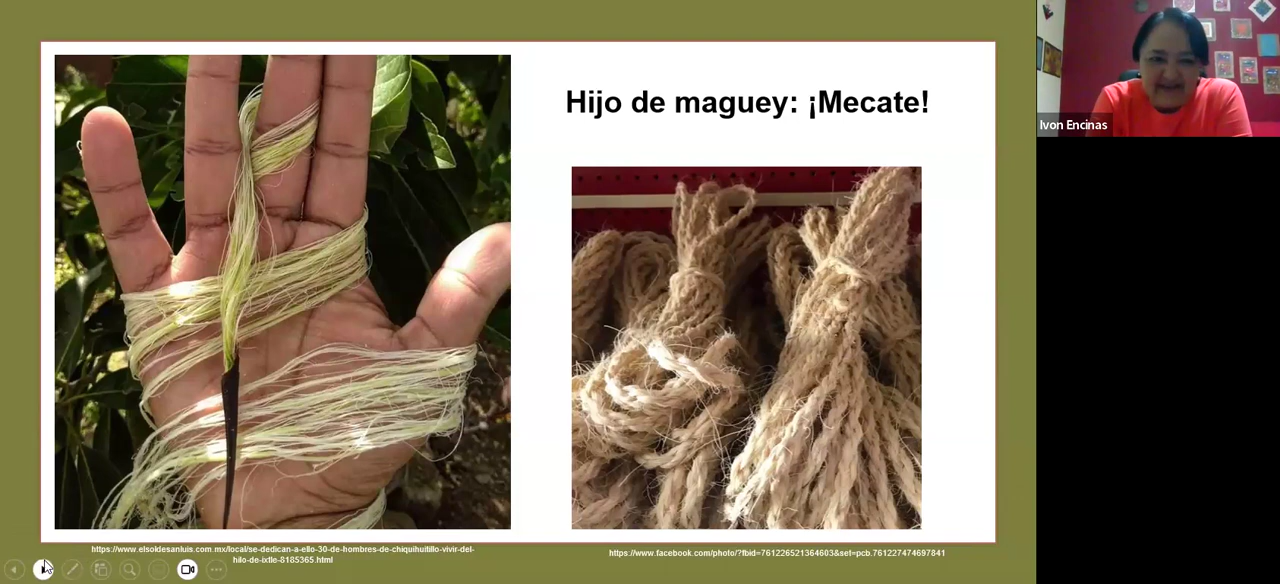 Hijo de maguey: ¡Mecate!
Ivon Encinas
https://www.elsoldesanluis.com.mx/local/se-dedican-a-ello-30-de-hombres-de-chiquihuitillo-vivir-del-
hilo-de-ixtle-8185365.html
https://www.facebook.com/photo/?fbid=761226521364603&set=pcb.761227474697841